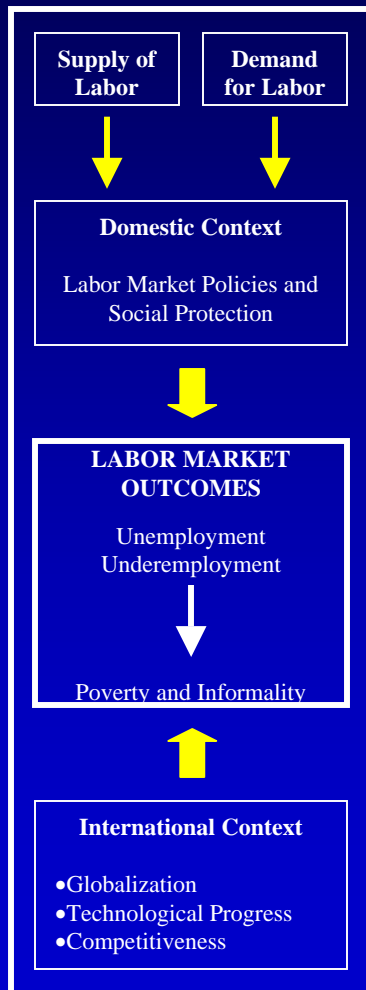 Supply of
Labor
Demand
for Labor
Domestic Context
Labor Market Policies and
Social Protection
LABOR MARKET
OUTCOMES
Unemployment
Underemployment
Poverty and Informality
International Context
•Globalization
•Technological Progress
•Competitiveness